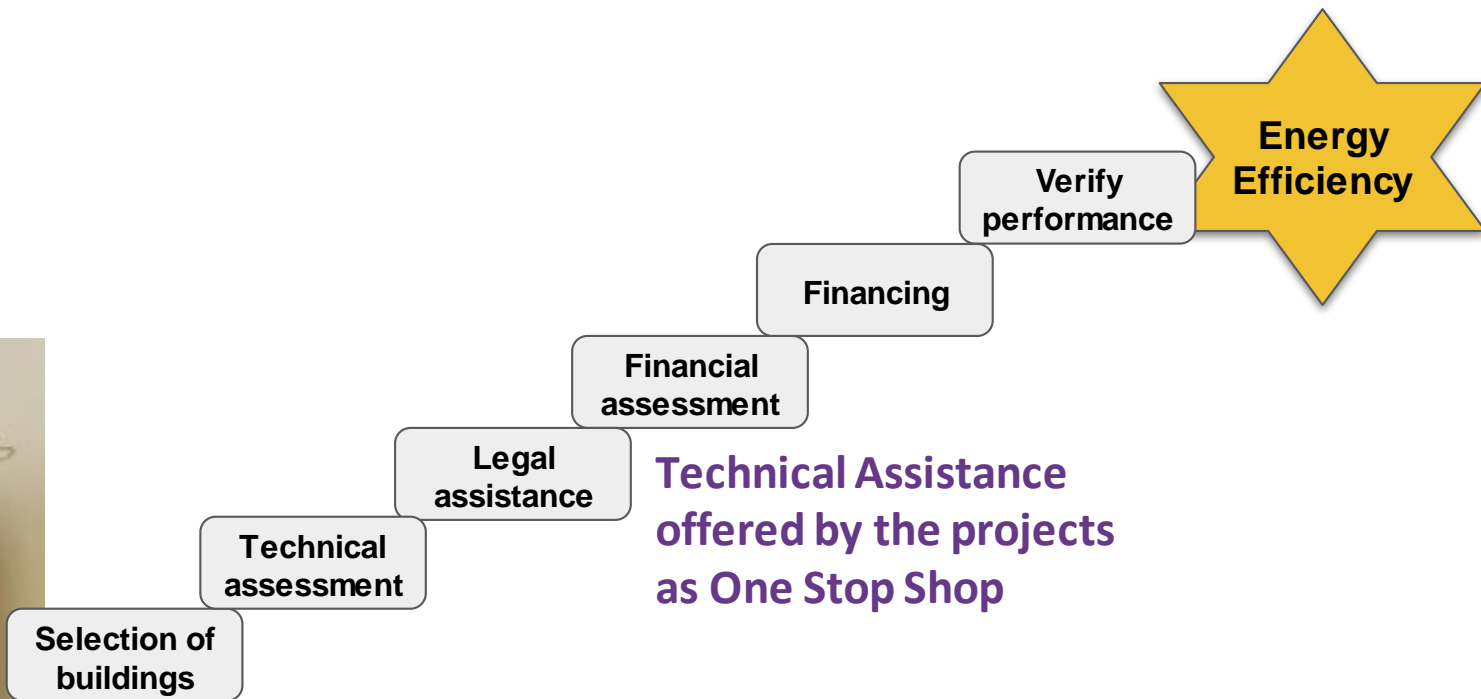 Energy
Efficiency
Verify
performance
Financing
Financial
assessment
Legal
assistance
Technical Assistance
offered by the projects
as One Stop Shop
Technical
assessment
Selection of
buildings